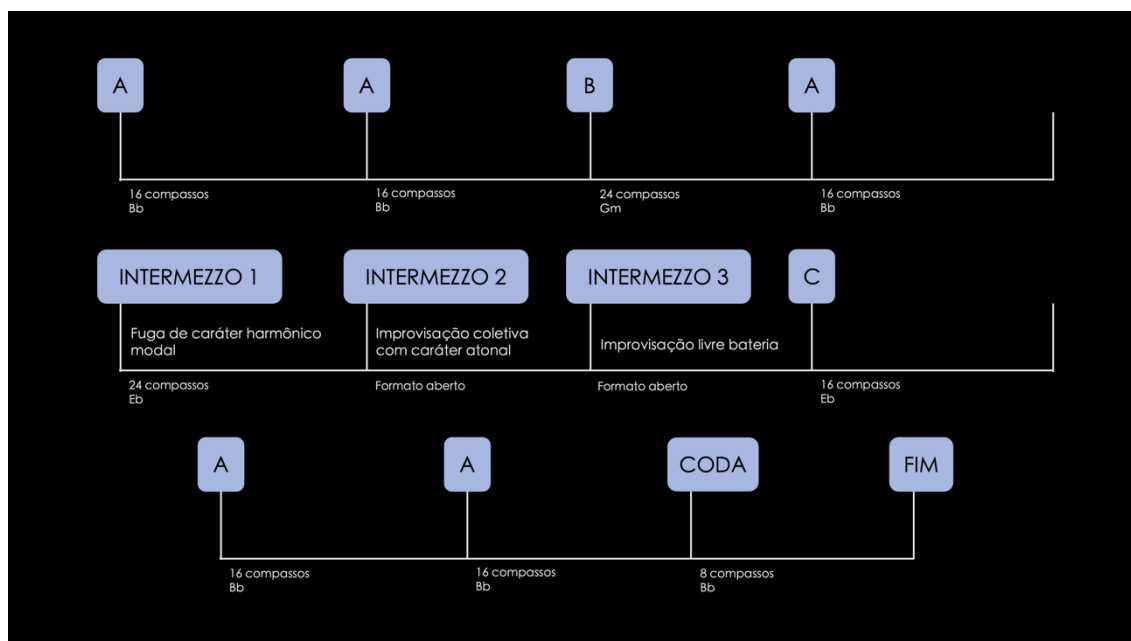 A
A
B
A
16 compassos
Bb
16 compassos
Bb
24 compassos
Gm
16 compassos
Bb
INTERMEZZO 1
INTERMEZZO 2
INTERMEZZO 3
C
Fuga de caráter harmônico
modal
Improvisação coletiva
com caráter atonal
Improvisação livre bateria
24 compassos
Eb
Formato aberto
Formato aberto
16 compassos
Eb
A
A
CODA
FIM
16 compassos
Bb
16 compassos
Bb
8 compassos
Bb